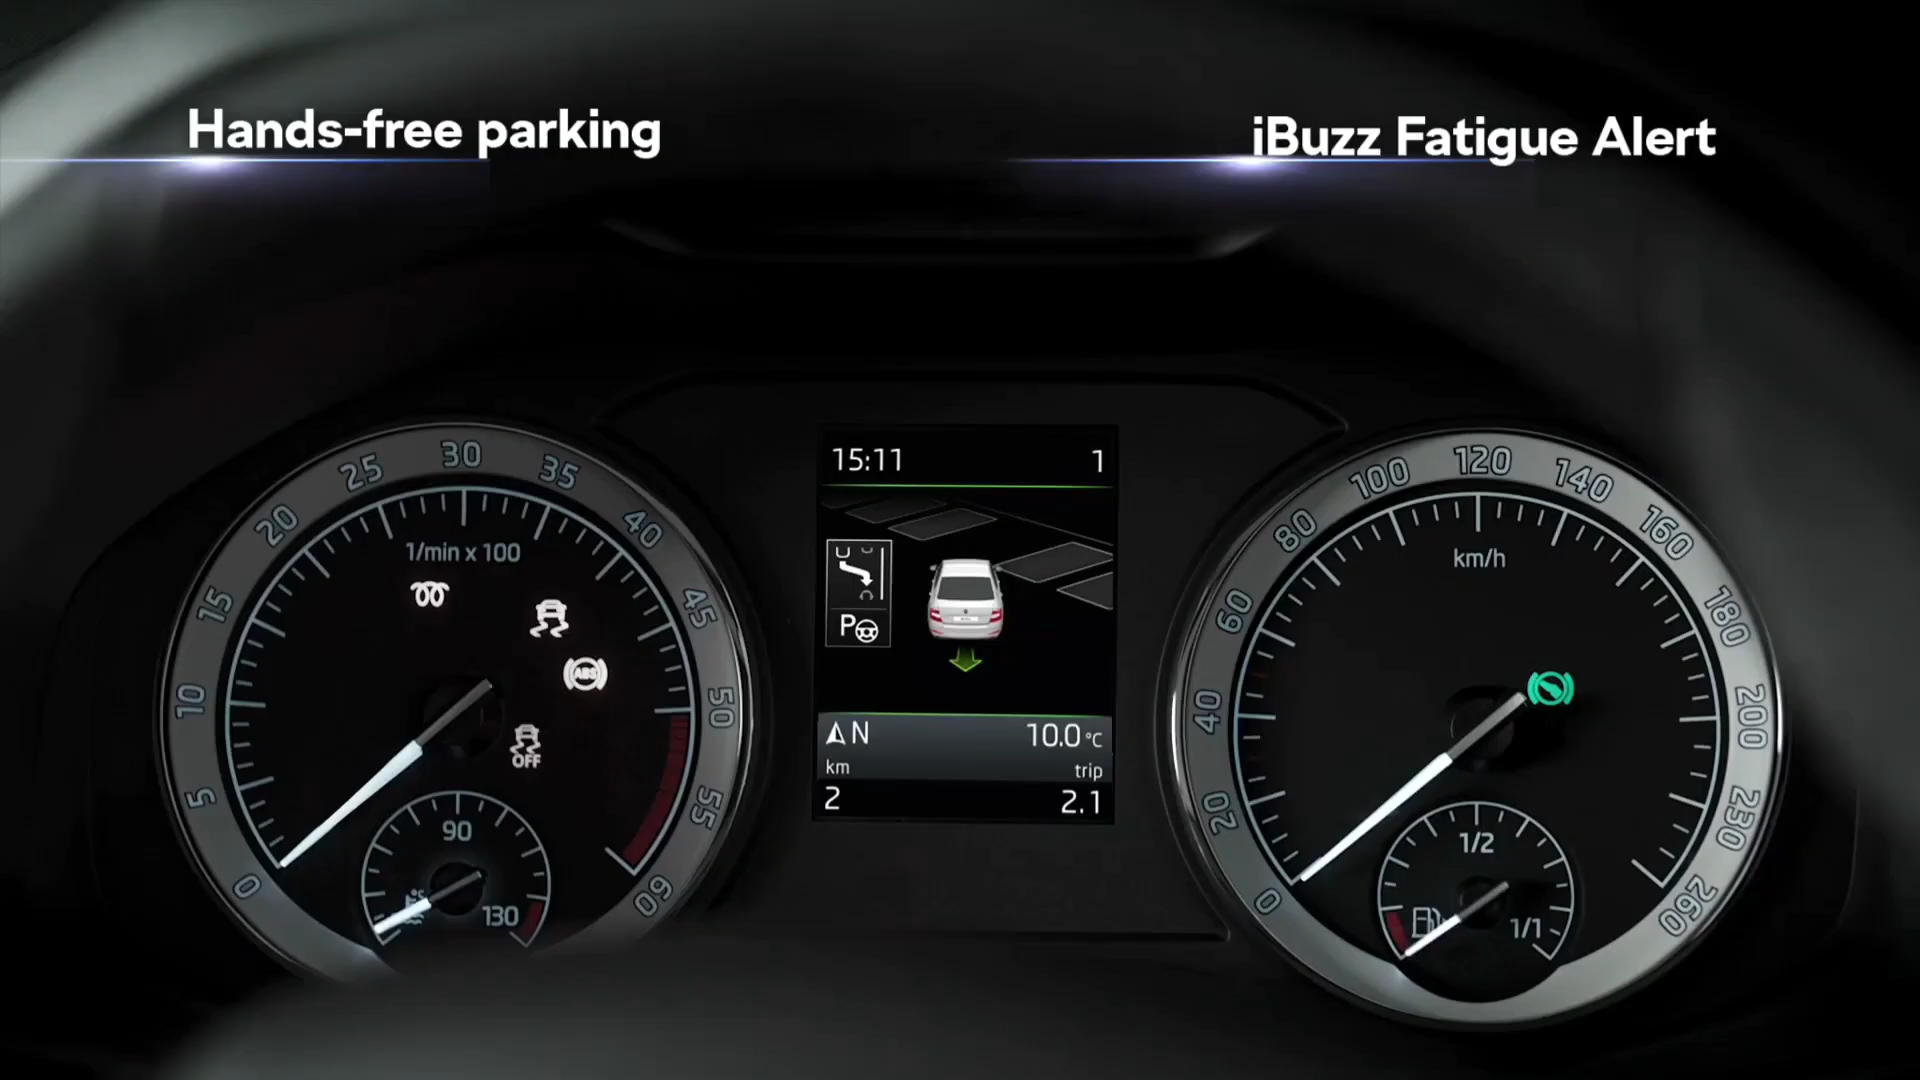 Hands-free parking
iBuzz Fatigue Alert
15:11 1
P
N 10.0 °C
km trip
2 2.1
1/min x 100
0 5 10 15 20 25 30 35 40 45 50 55 60
ABS
OFF
90
130
km/h
0 20 40 60 80 100 120 140 160 180 200 230 260
1/2
1/1